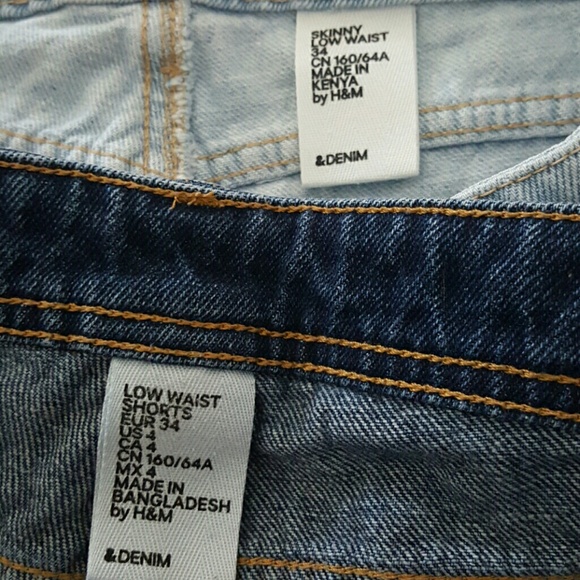 SKINNY
LOW WAIST
34
CN 160/64A
MADE IN
KENYA
by H&M
&DENIM
LOW WAIST
SHORTS
EUR 34
US 4
CA 4
CN 160/64A
MX 4
MADE IN
BANGLADESH
by H&M
&DENIM